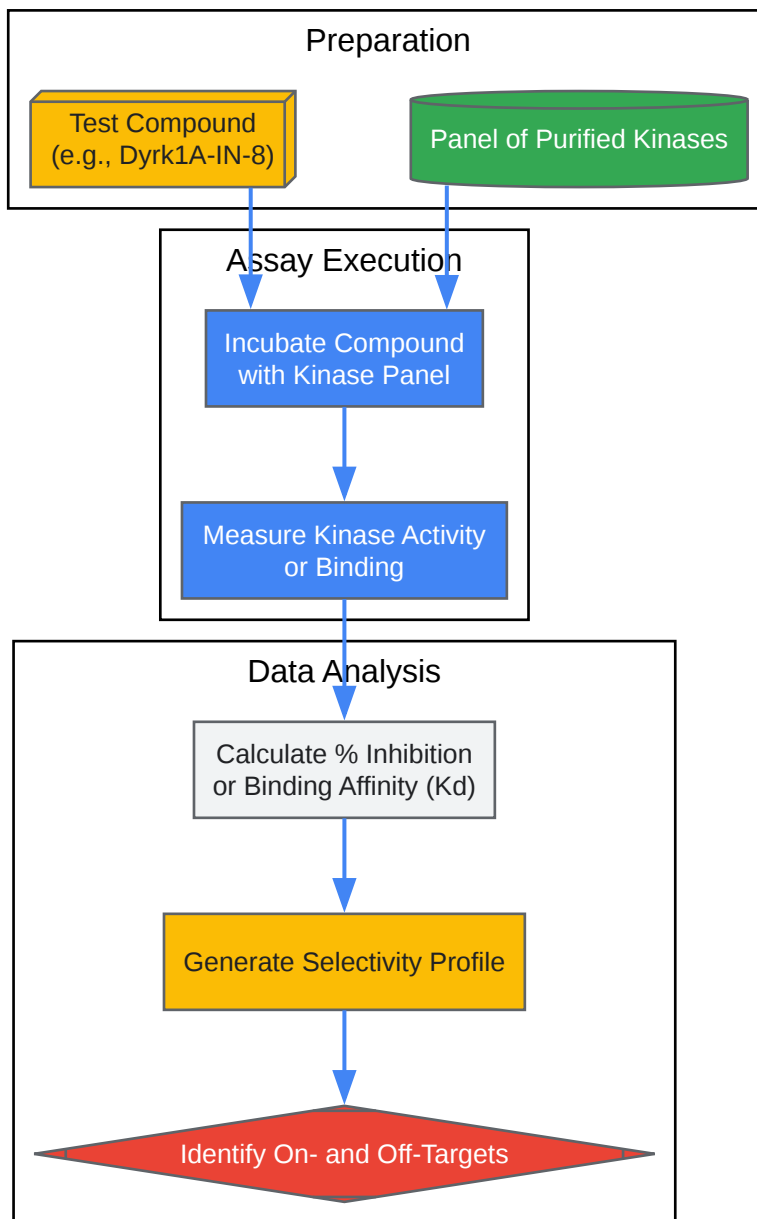 Preparation
Test Compound
(e.g., Dyrk1A-IN-8)
Panel of Purified Kinases
Assay Execution
Incubate Compound
with Kinase Panel
Measure Kinase Activity
or Binding
Data Analysis
Calculate % Inhibition
or Binding Affinity (Kd)
Generate Selectivity Profile
Identify On- and Off-Targets